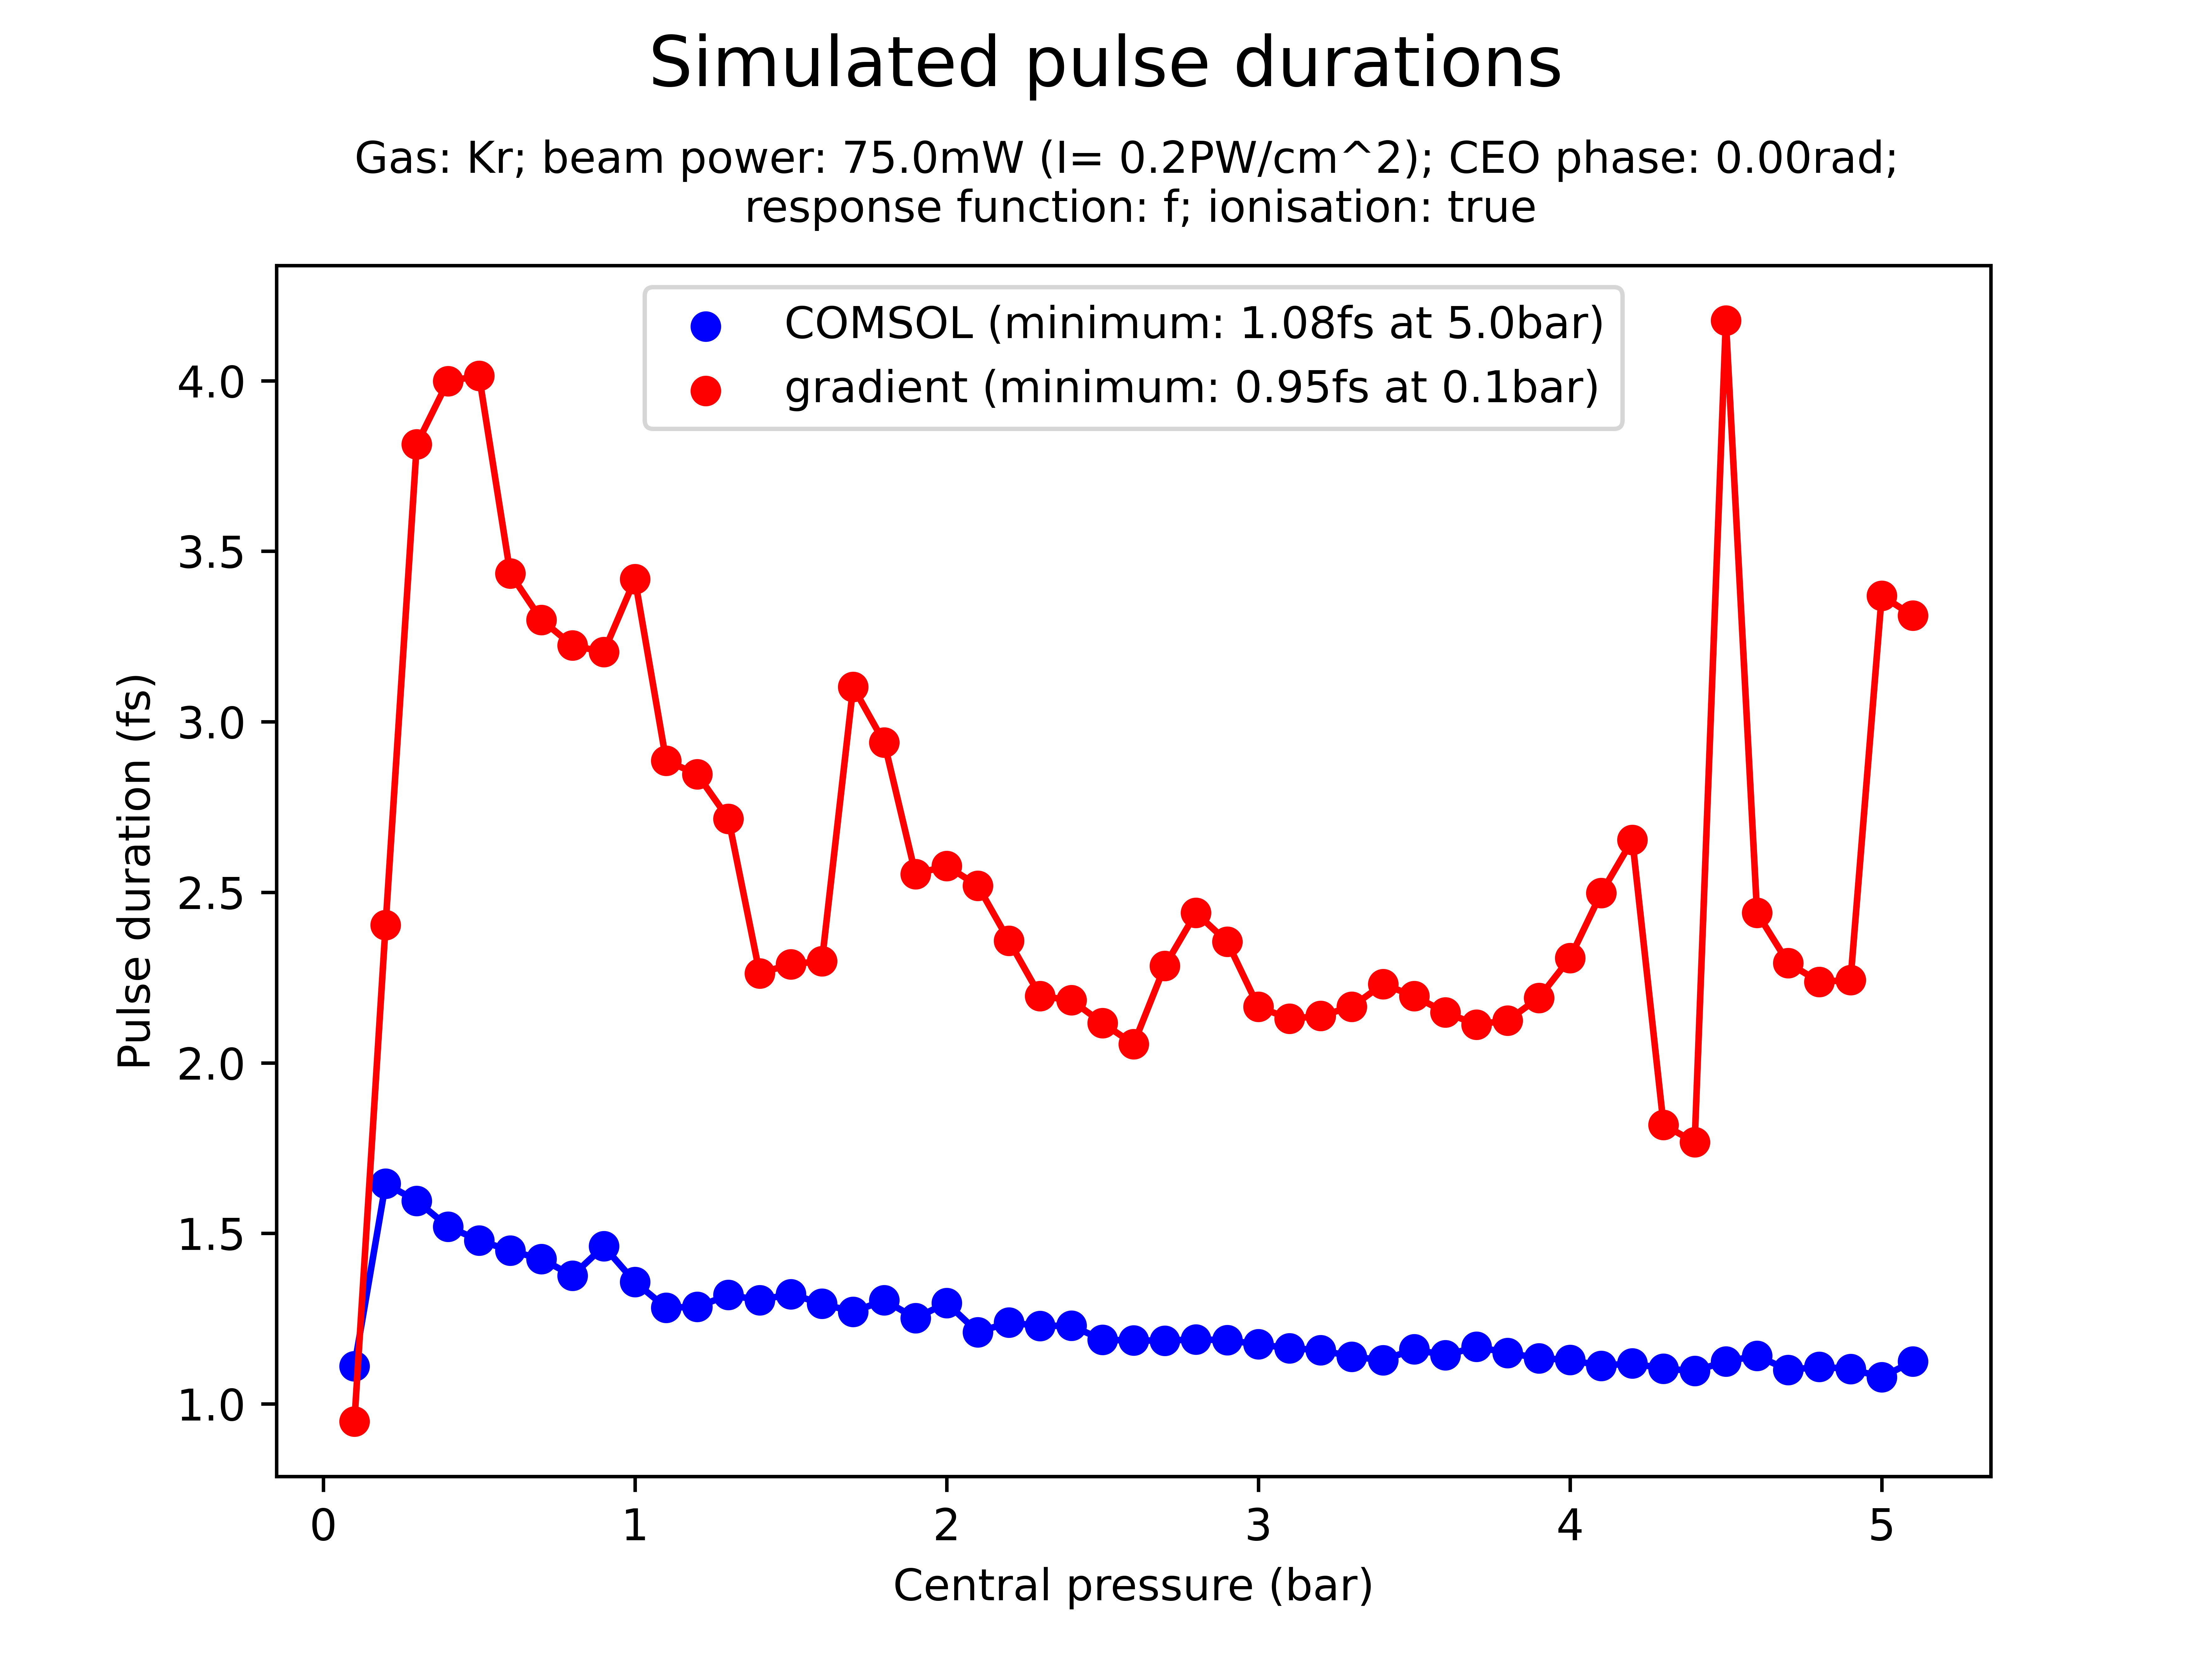 Simulated pulse durations
Gas: Kr; beam power: 75.0mW (I= 0.2PW/cm^2); CEO phase: 0.00rad;
response function: f; ionisation: true
COMSOL (minimum: 1.08fs at 5.0bar)
gradient (minimum: 0.95fs at 0.1bar)
Pulse duration (fs)
4.0
3.5
3.0
2.5
2.0
1.5
1.0
0 1 2 3 4 5
Central pressure (bar)